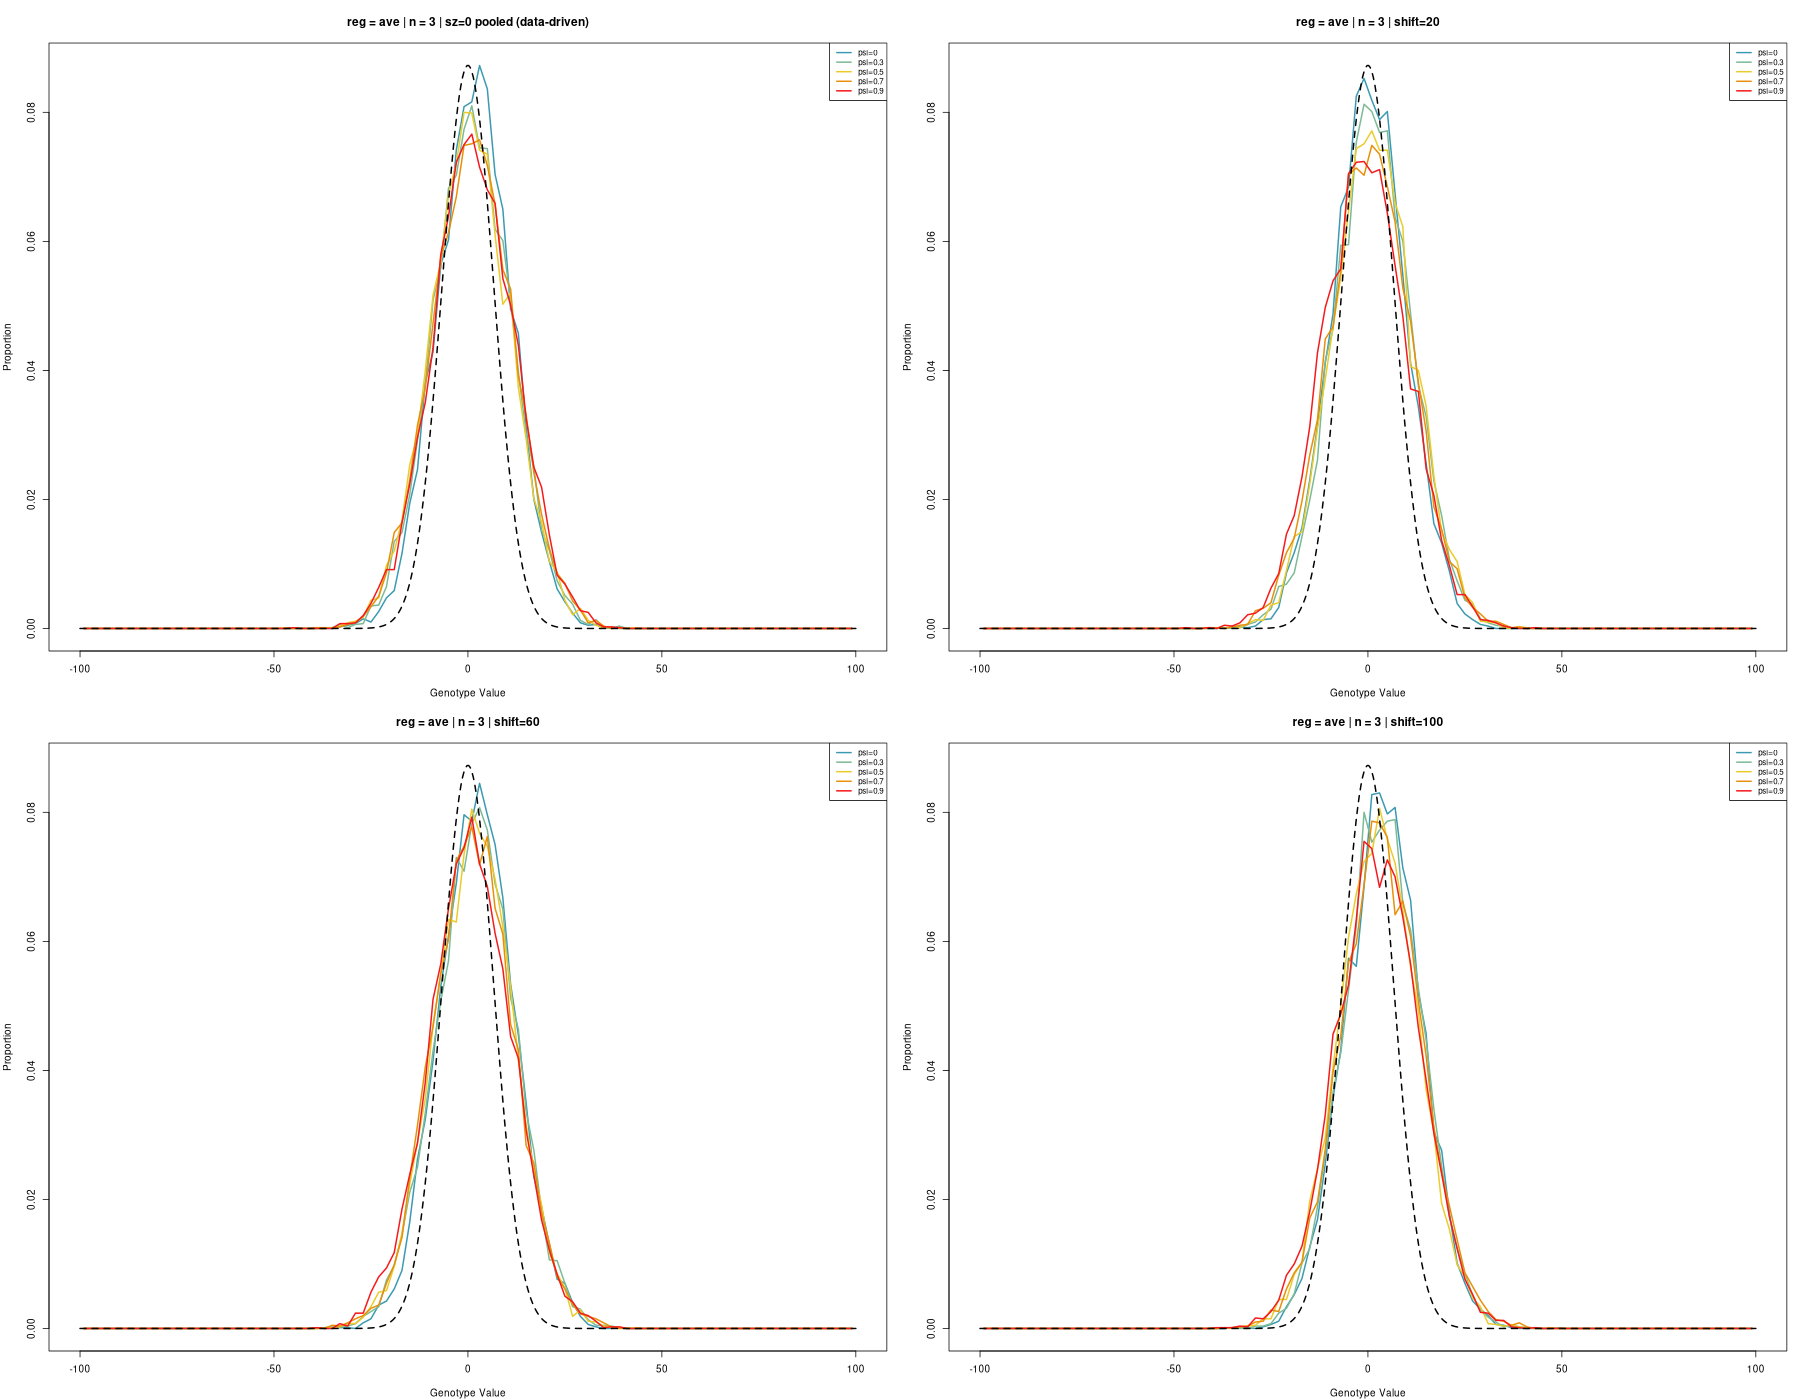 reg = ave | n = 3 | sz=0 pooled (data-driven)
psi=0
psi=0.3
psi=0.5
psi=0.7
psi=0.9
Proportion
0.00
0.02
0.04
0.06
0.08
-100
-50
0
50
100
Genotype Value
reg = ave | n = 3 | shift=20
psi=0
psi=0.3
psi=0.5
psi=0.7
psi=0.9
Proportion
0.00
0.02
0.04
0.06
0.08
-100
-50
0
50
100
Genotype Value
reg = ave | n = 3 | shift=60
psi=0
psi=0.3
psi=0.5
psi=0.7
psi=0.9
Proportion
0.00
0.02
0.04
0.06
0.08
-100
-50
0
50
100
Genotype Value
reg = ave | n = 3 | shift=100
psi=0
psi=0.3
psi=0.5
psi=0.7
psi=0.9
Proportion
0.00
0.02
0.04
0.06
0.08
-100
-50
0
50
100
Genotype Value